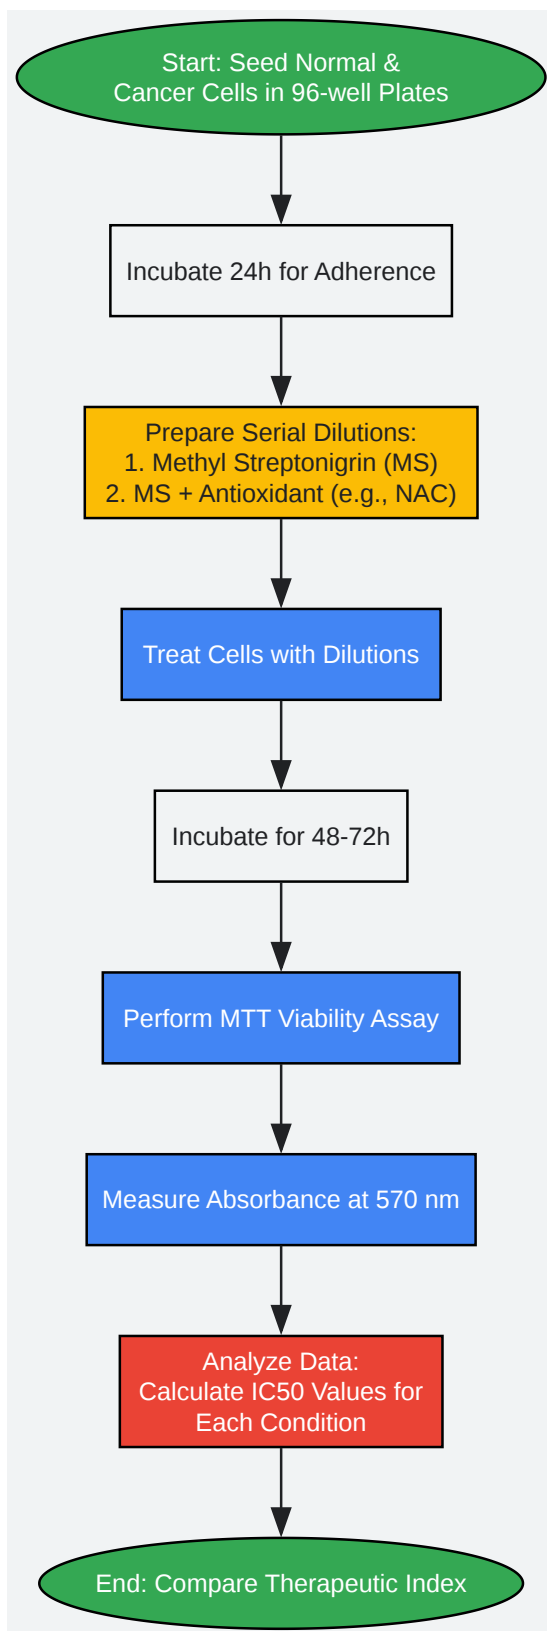 Start: Seed Normal &
Cancer Cells in 96-well Plates
Incubate 24h for Adherence
Prepare Serial Dilutions:
1. Methyl Streptonigrin (MS)
2. MS + Antioxidant (e.g., NAC)
Treat Cells with Dilutions
Incubate for 48-72h
Perform MTT Viability Assay
Measure Absorbance at 570 nm
Analyze Data:
Calculate IC50 Values for
Each Condition
End: Compare Therapeutic Index